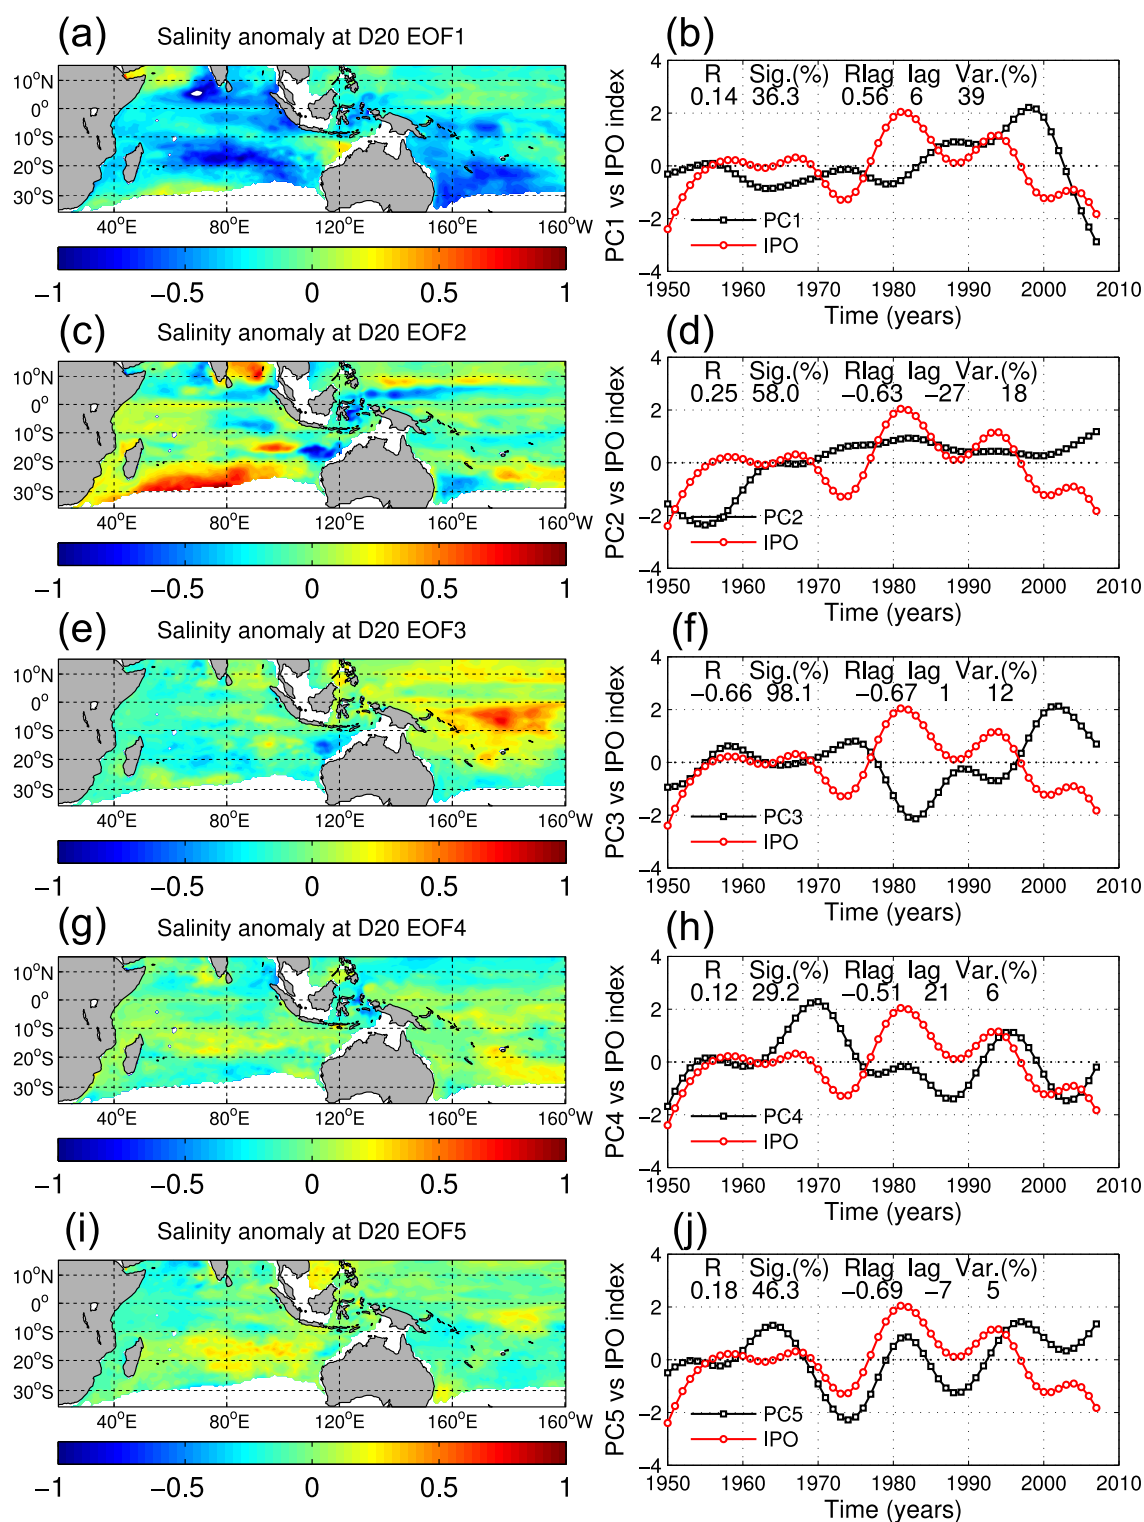 (a) Salinity anomaly at D20 EOF1
10°N
0°
10°S
20°S
30°S
40°E 80°E 120°E 160°E 160°W
−1 −0.5 0 0.5 1
(b)
R Sig.(%) Rlag lag Var.(%)
0.14 36.3 0.56 6 39
PC1 vs IPO index
4
2
0
−2
−4
PC1
IPO
1950 1960 1970 1980 1990 2000 2010
Time (years)
(c) Salinity anomaly at D20 EOF2
10°N
0°
10°S
20°S
30°S
40°E 80°E 120°E 160°E 160°W
−1 −0.5 0 0.5 1
(d)
R Sig.(%) Rlag lag Var.(%)
0.25 58.0 −0.63 −27 18
PC2 vs IPO index
4
2
0
−2
−4
PC2
IPO
1950 1960 1970 1980 1990 2000 2010
Time (years)
(e) Salinity anomaly at D20 EOF3
10°N
0°
10°S
20°S
30°S
40°E 80°E 120°E 160°E 160°W
−1 −0.5 0 0.5 1
(f)
R Sig.(%) Rlag lag Var.(%)
−0.66 98.1 −0.67 1 12
PC3 vs IPO index
4
2
0
−2
−4
PC3
IPO
1950 1960 1970 1980 1990 2000 2010
Time (years)
(g) Salinity anomaly at D20 EOF4
10°N
0°
10°S
20°S
30°S
40°E 80°E 120°E 160°E 160°W
−1 −0.5 0 0.5 1
(h)
R Sig.(%) Rlag lag Var.(%)
0.12 29.2 −0.51 21 6
PC4 vs IPO index
4
2
0
−2
−4
PC4
IPO
1950 1960 1970 1980 1990 2000 2010
Time (years)
(i) Salinity anomaly at D20 EOF5
10°N
0°
10°S
20°S
30°S
40°E 80°E 120°E 160°E 160°W
−1 −0.5 0 0.5 1
(j)
R Sig.(%) Rlag lag Var.(%)
0.18 46.3 −0.69 −7 5
PC5 vs IPO index
4
2
0
−2
−4
PC5
IPO
1950 1960 1970 1980 1990 2000 2010
Time (years)